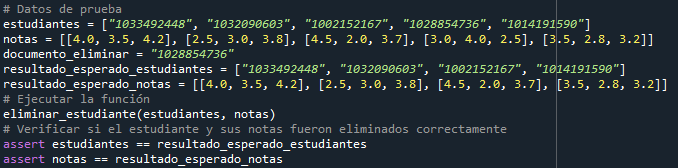 # Datos de prueba
estudiantes = ["1033492448", "1032090603", "1002152167", "1028854736", "1014191590"]
notas = [[4.0, 3.5, 4.2], [2.5, 3.0, 3.8], [4.5, 2.0, 3.7], [3.0, 4.0, 2.5], [3.5, 2.8, 3.2]]
documento_eliminar = "1028854736"
resultado_esperado_estudiantes = ["1033492448", "1032090603", "1002152167", "1014191590"]
resultado_esperado_notas = [[4.0, 3.5, 4.2], [2.5, 3.0, 3.8], [4.5, 2.0, 3.7], [3.5, 2.8, 3.2]]
# Ejecutar la función
eliminar_estudiante(estudiantes, notas)
# Verificar si el estudiante y sus notas fueron eliminados correctamente
assert estudiantes == resultado_esperado_estudiantes
assert notas == resultado_esperado_notas